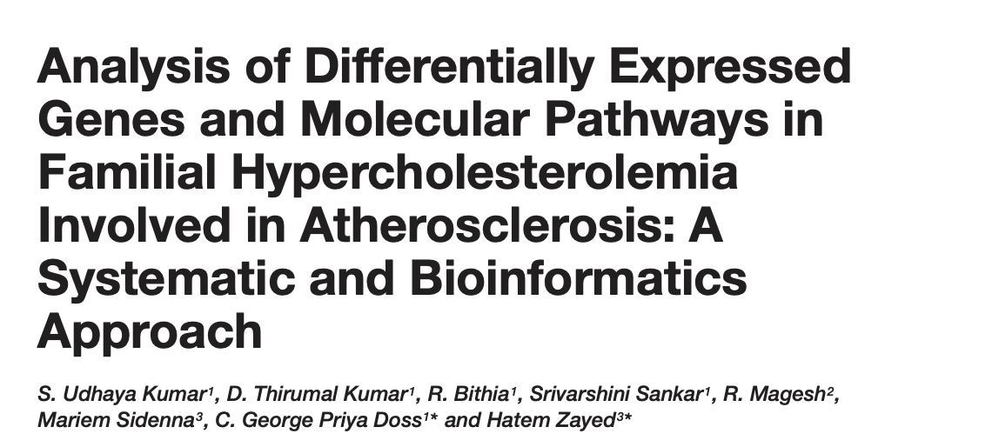 Analysis of Differentially Expressed
Genes and Molecular Pathways in
Familial Hypercholesterolemia
Involved in Atherosclerosis: A
Systematic and Bioinformatics
Approach
S. Udhaya Kumar¹, D. Thirumal Kumar¹, R. Bithia¹, Srivarshini Sankar¹, R. Magesh²,
Mariem Sidenna³, C. George Priya Doss¹* and Hatem Zayed³*